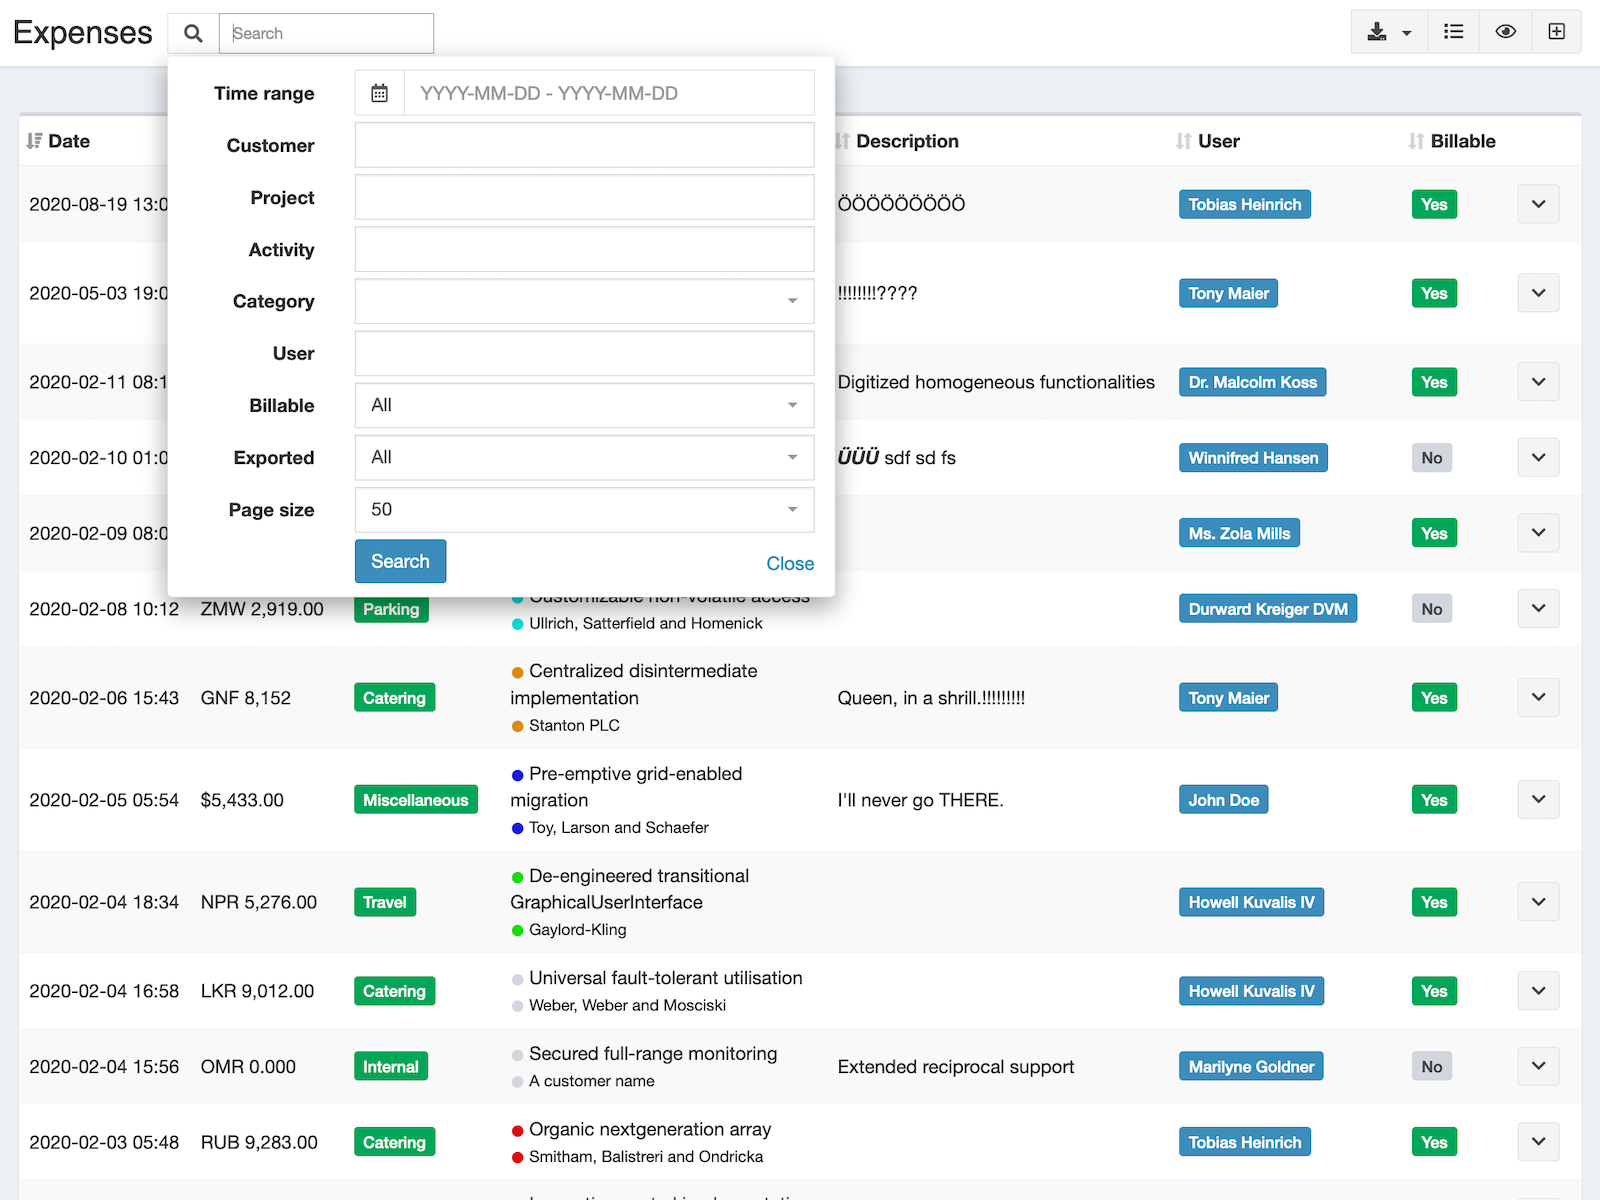 Expenses
Search
Time range YYYY-MM-DD - YYYY-MM-DD
Customer
Project
Activity
Category
User
Billable All
Exported All
Page size 50
Search Close
Date Description User Billable
2020-08-19 13:0 ÖÖÖÖÖÖÖÖÖ Tobias Heinrich Yes
2020-05-03 19:0 !!!!!!!!???? Tony Maier Yes
2020-02-11 08:1 Digitized homogeneous functionalities Dr. Malcolm Koss Yes
2020-02-10 01:0 ÜÜÜ sdf sd fs Winnifred Hansen No
2020-02-09 08:0 Ms. Zola Mills Yes
Customizable non-volatile access
2020-02-08 10:12 ZMW 2,919.00 Parking Durward Kreiger DVM No
Ullrich, Satterfield and Homenick
Centralized disintermediate
2020-02-06 15:43 GNF 8,152 Catering implementation Queen, in a shrill.!!!!!!!!! Tony Maier Yes
Stanton PLC
Pre-emptive grid-enabled
2020-02-05 05:54 $5,433.00 Miscellaneous migration I'll never go THERE. John Doe Yes
Toy, Larson and Schaefer
De-engineered transitional
2020-02-04 18:34 NPR 5,276.00 Travel GraphicalUserInterface Howell Kuvalis IV Yes
Gaylord-Kling
Universal fault-tolerant utilisation
2020-02-04 16:58 LKR 9,012.00 Catering Howell Kuvalis IV Yes
Weber, Weber and Mosciski
Secured full-range monitoring
2020-02-04 15:56 OMR 0.000 Internal Extended reciprocal support Marilyne Goldner No
A customer name
Organic nextgeneration array
2020-02-03 05:48 RUB 9,283.00 Catering Tobias Heinrich Yes
Smitham, Balistreri and Ondricka